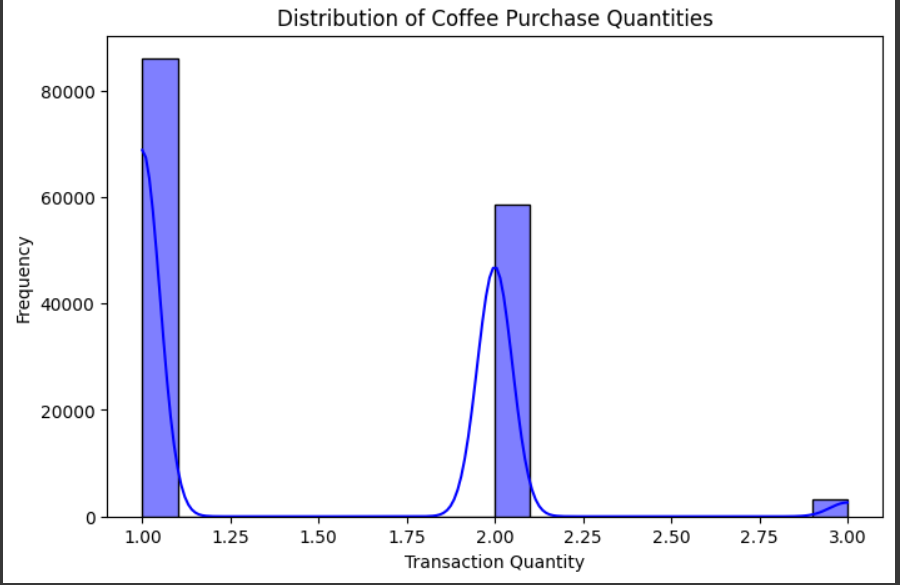 Distribution of Coffee Purchase Quantities
Frequency
80000
60000
40000
20000
0
1.00 1.25 1.50 1.75 2.00 2.25 2.50 2.75 3.00
Transaction Quantity